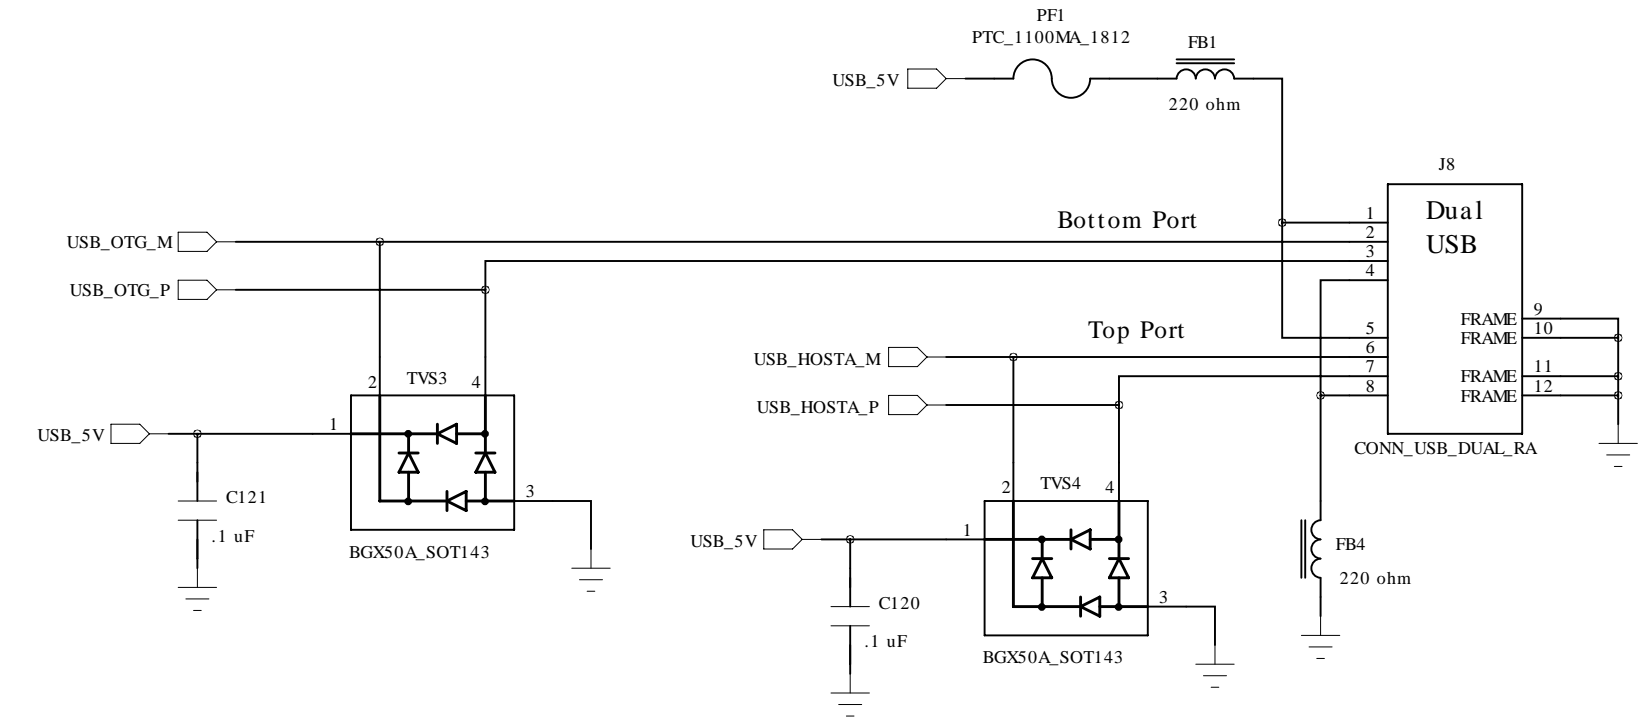 PF1
PTC_1100MA_1812
FB1
USB_5V
220 ohm
J8
Dual
USB
Bottom Port
1
2
3
4
USB_OTG_M
USB_OTG_P
FRAME 9
FRAME 10
FRAME 11
FRAME 12
Top Port
5
6
7
8
USB_HOSTA_M
USB_HOSTA_P
CONN_USB_DUAL_RA
TVS3
2
4
USB_5V
1
3
C121
.1 uF
BGX50A_SOT143
TVS4
2
4
USB_5V
1
3
C120
.1 uF
BGX50A_SOT143
FB4
220 ohm